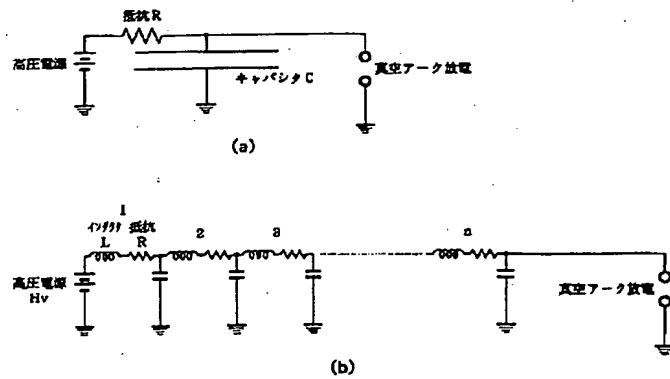 抵抗R
高圧電源
キャパシタC
真空アーク放電
(a)
1
インダクタ 抵抗
L R 2 3 n
高圧電源
Hv
真空アーク放電
(b)